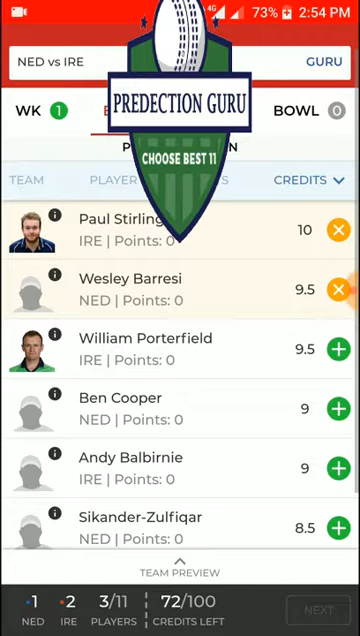 4G 73% 2:54 PM
NED vs IRE GURU
PREDECTION GURU
WK 1 BOWL 0
CHOOSE BEST 11
TEAM PLAYER CREDITS
Paul Stirling
IRE | Points: 0 10
Wesley Barresi
NED | Points: 0 9.5
William Porterfield
IRE | Points: 0 9.5
Ben Cooper
NED | Points: 0 9
Andy Balbirnie
IRE | Points: 0 9
Sikander-Zulfiqar
NED | Points: 0 8.5
TEAM PREVIEW
1 2 3/11 72/100 NEXT
NED IRE PLAYERS CREDITS LEFT